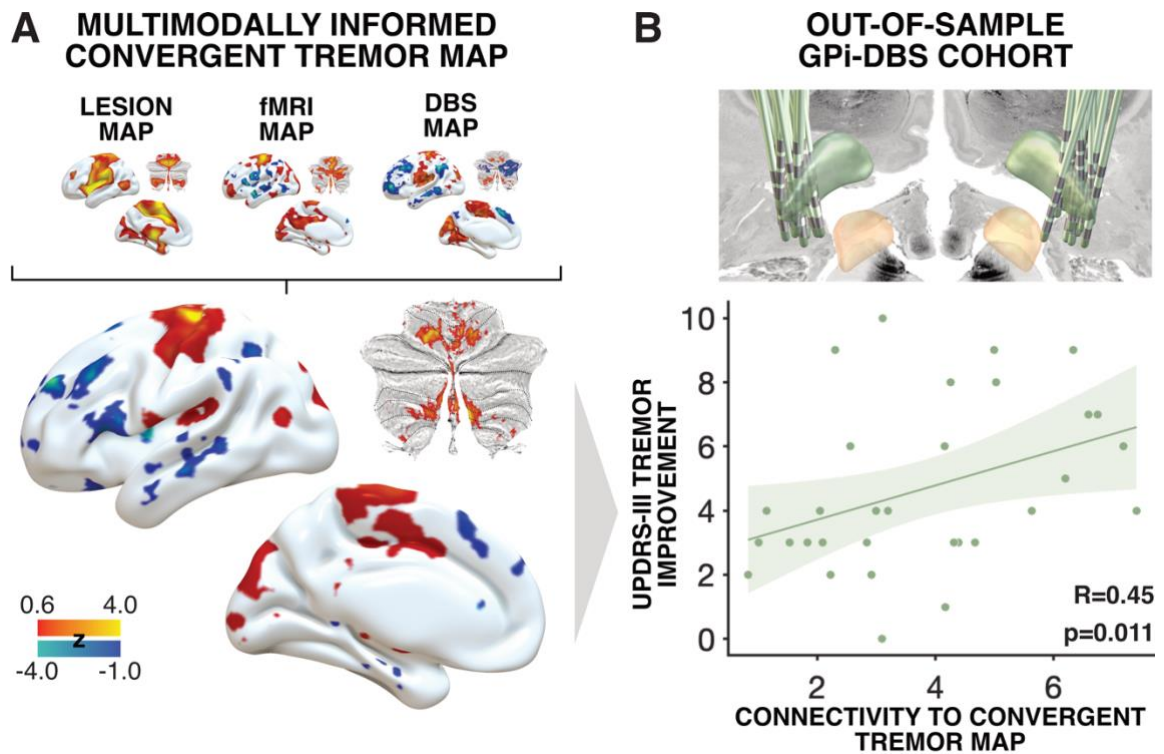 A
MULTIMODALLY INFORMED
CONVERGENT TREMOR MAP
LESION
MAP
fMRI
MAP
DBS
MAP
0.6 4.0
z
-4.0 -1.0
B
OUT-OF-SAMPLE
GPi-DBS COHORT
UPDRS-III TREMOR
IMPROVEMENT
10
8
6
4
2
0
R=0.45
p=0.011
2 4 6
CONNECTIVITY TO CONVERGENT
TREMOR MAP